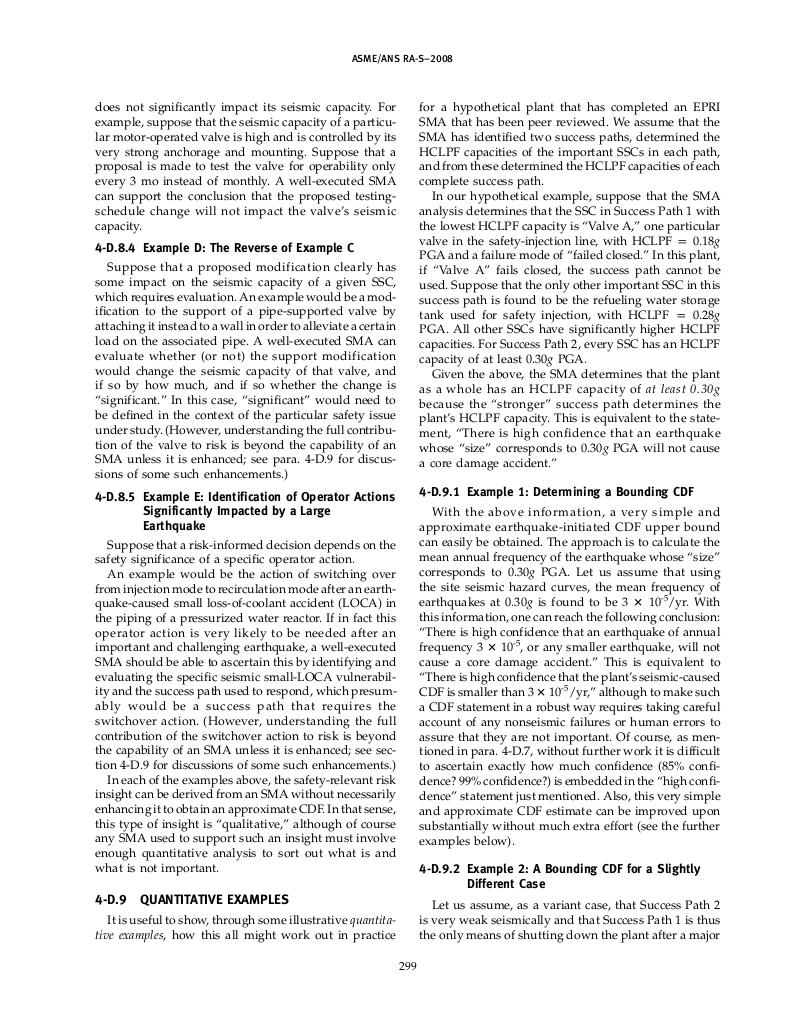 ASME/ANS RA-S–2008
does not significantly impact its seismic capacity. For
example, suppose that the seismic capacity of a particu-
lar motor-operated valve is high and is controlled by its
very strong anchorage and mounting. Suppose that a
proposal is made to test the valve for operability only
every 3 mo instead of monthly. A well-executed SMA
can support the conclusion that the proposed testing-
schedule change will not impact the valve's seismic
capacity.
4-D.8.4 Example D: The Reverse of Example C
Suppose that a proposed modification clearly has
some impact on the seismic capacity of a given SSC,
which requires evaluation. An example would be a mod-
ification to the support of a pipe-supported valve by
attaching it instead to a wall in order to alleviate a certain
load on the associated pipe. A well-executed SMA can
evaluate whether (or not) the support modification
would change the seismic capacity of that valve, and
if so by how much, and if so whether the change is
“significant.” In this case, “significant” would need to
be defined in the context of the particular safety issue
under study. (However, understanding the full contribu-
tion of the valve to risk is beyond the capability of an
SMA unless it is enhanced; see para. 4-D.9 for discus-
sions of some such enhancements.)
4-D.8.5 Example E: Identification of Operator Actions
Significantly Impacted by a Large
Earthquake
Suppose that a risk-informed decision depends on the
safety significance of a specific operator action.
An example would be the action of switching over
from injection mode to recirculation mode after an earth-
quake-caused small loss-of-coolant accident (LOCA) in
the piping of a pressurized water reactor. If in fact this
operator action is very likely to be needed after an
important and challenging earthquake, a well-executed
SMA should be able to ascertain this by identifying and
evaluating the specific seismic small-LOCA vulnerabil-
ity and the success path used to respond, which presum-
ably would be a success path that requires the
switchover action. (However, understanding the full
contribution of the switchover action to risk is beyond
the capability of an SMA unless it is enhanced; see sec-
tion 4-D.9 for discussions of some such enhancements.)
In each of the examples above, the safety-relevant risk
insight can be derived from an SMA without necessarily
enhancing it to obtain an approximate CDF. In that sense,
this type of insight is “qualitative,” although of course
any SMA used to support such an insight must involve
enough quantitative analysis to sort out what is and
what is not important.
4-D.9 QUANTITATIVE EXAMPLES
It is useful to show, through some illustrative quantita-
tive examples, how this all might work out in practice
for a hypothetical plant that has completed an EPRI
SMA that has been peer reviewed. We assume that the
SMA has identified two success paths, determined the
HCLPF capacities of the important SSCs in each path,
and from these determined the HCLPF capacities of each
complete success path.
In our hypothetical example, suppose that the SMA
analysis determines that the SSC in Success Path 1 with
the lowest HCLPF capacity is “Valve A,” one particular
valve in the safety-injection line, with HCLPF = 0.18g
PGA and a failure mode of “failed closed.” In this plant,
if “Valve A” fails closed, the success path cannot be
used. Suppose that the only other important SSC in this
success path is found to be the refueling water storage
tank used for safety injection, with HCLPF = 0.28g
PGA. All other SSCs have significantly higher HCLPF
capacities. For Success Path 2, every SSC has an HCLPF
capacity of at least 0.30g PGA.
Given the above, the SMA determines that the plant
as a whole has an HCLPF capacity of at least 0.30g
because the “stronger” success path determines the
plant's HCLPF capacity. This is equivalent to the state-
ment, “There is high confidence that an earthquake
whose “size” corresponds to 0.30g PGA will not cause
a core damage accident.”
4-D.9.1 Example 1: Determining a Bounding CDF
With the above information, a very simple and
approximate earthquake-initiated CDF upper bound
can easily be obtained. The approach is to calculate the
mean annual frequency of the earthquake whose “size”
corresponds to 0.30g PGA. Let us assume that using
the site seismic hazard curves, the mean frequency of
earthquakes at 0.30g is found to be 3 × 10⁻⁵/yr. With
this information, one can reach the following conclusion:
“There is high confidence that an earthquake of annual
frequency 3 × 10⁻⁵, or any smaller earthquake, will not
cause a core damage accident.” This is equivalent to
“There is high confidence that the plant's seismic-caused
CDF is smaller than 3 × 10⁻⁵/yr,” although to make such
a CDF statement in a robust way requires taking careful
account of any nonseismic failures or human errors to
assure that they are not important. Of course, as men-
tioned in para. 4-D.7, without further work it is difficult
to ascertain exactly how much confidence (85% confi-
dence? 99% confidence?) is embedded in the “high confi-
dence” statement just mentioned. Also, this very simple
and approximate CDF estimate can be improved upon
substantially without much extra effort (see the further
examples below).
4-D.9.2 Example 2: A Bounding CDF for a Slightly
Different Case
Let us assume, as a variant case, that Success Path 2
is very weak seismically and that Success Path 1 is thus
the only means of shutting down the plant after a major
299